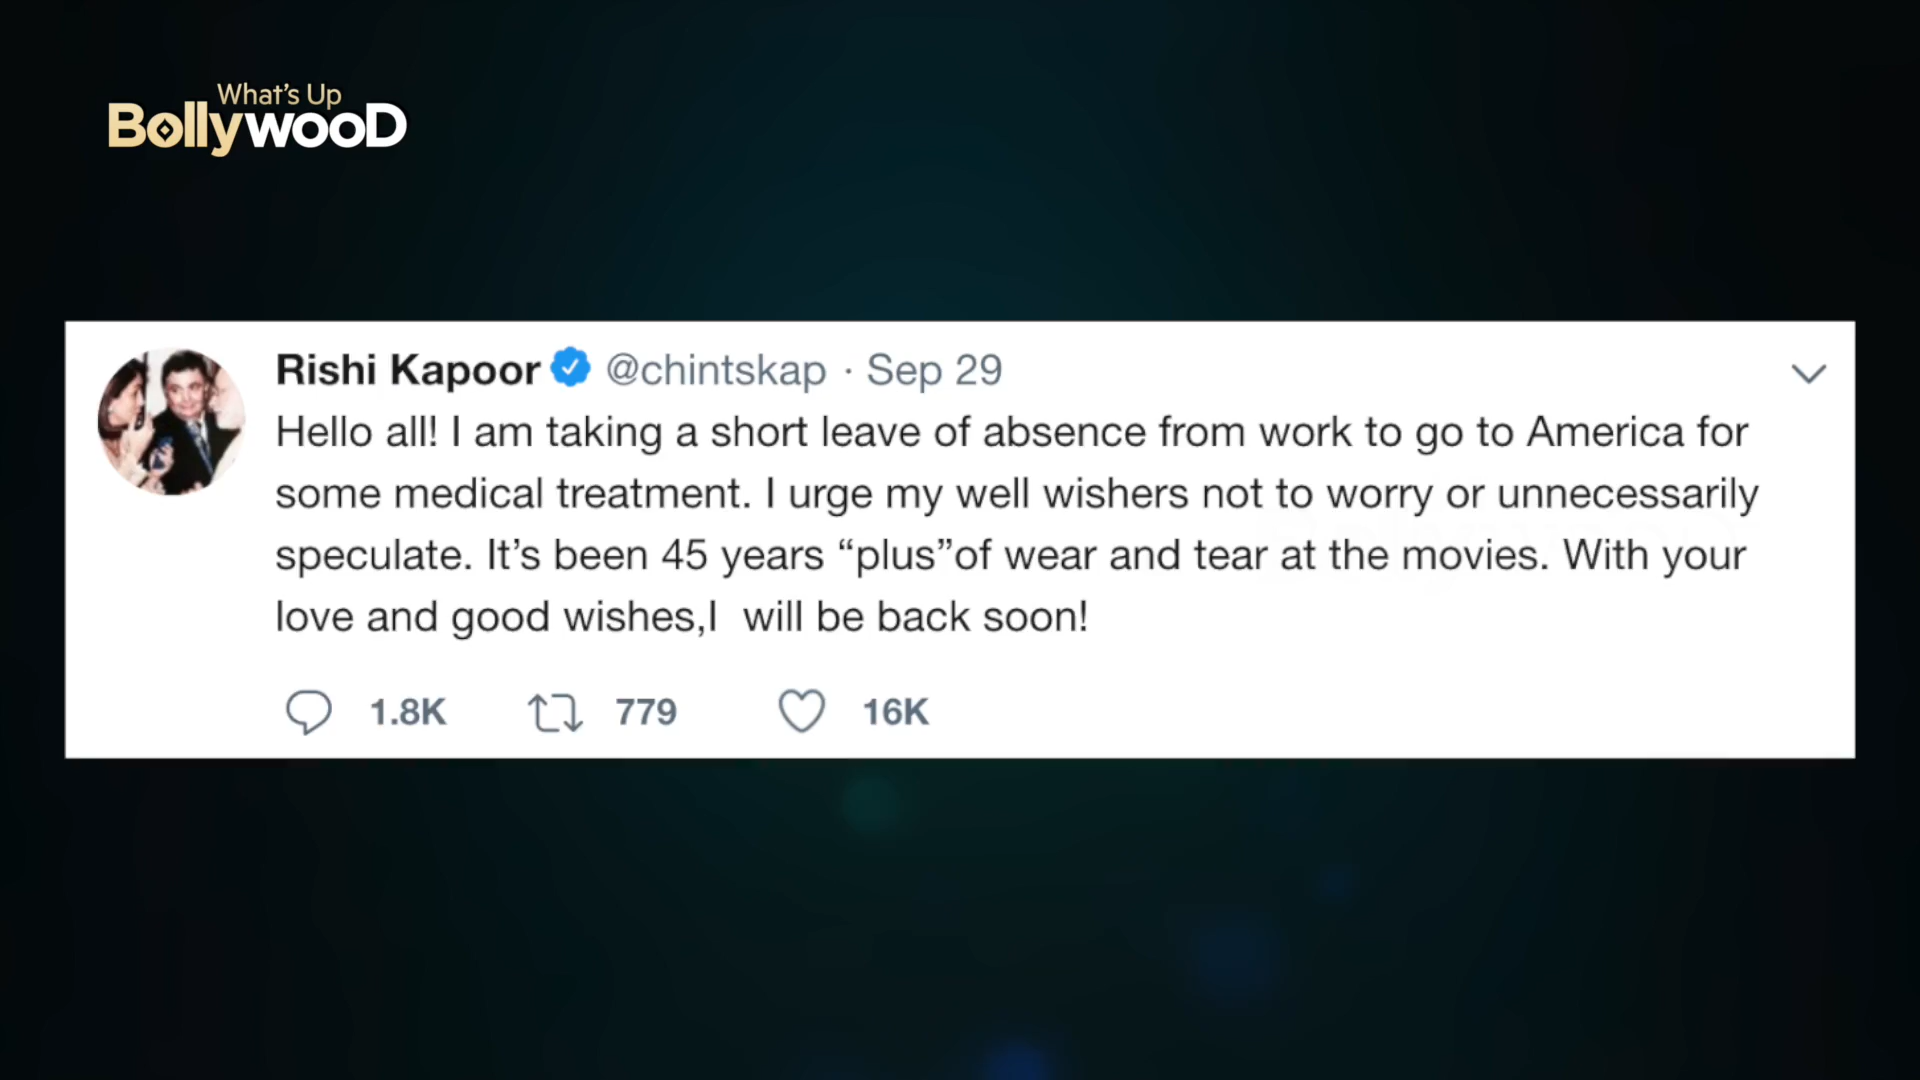 What's Up
BollywooD
Rishi Kapoor @chintskap · Sep 29
Hello all! I am taking a short leave of absence from work to go to America for
some medical treatment. I urge my well wishers not to worry or unnecessarily
speculate. It’s been 45 years “plus”of wear and tear at the movies. With your
love and good wishes,I  will be back soon!
1.8K 779 16K